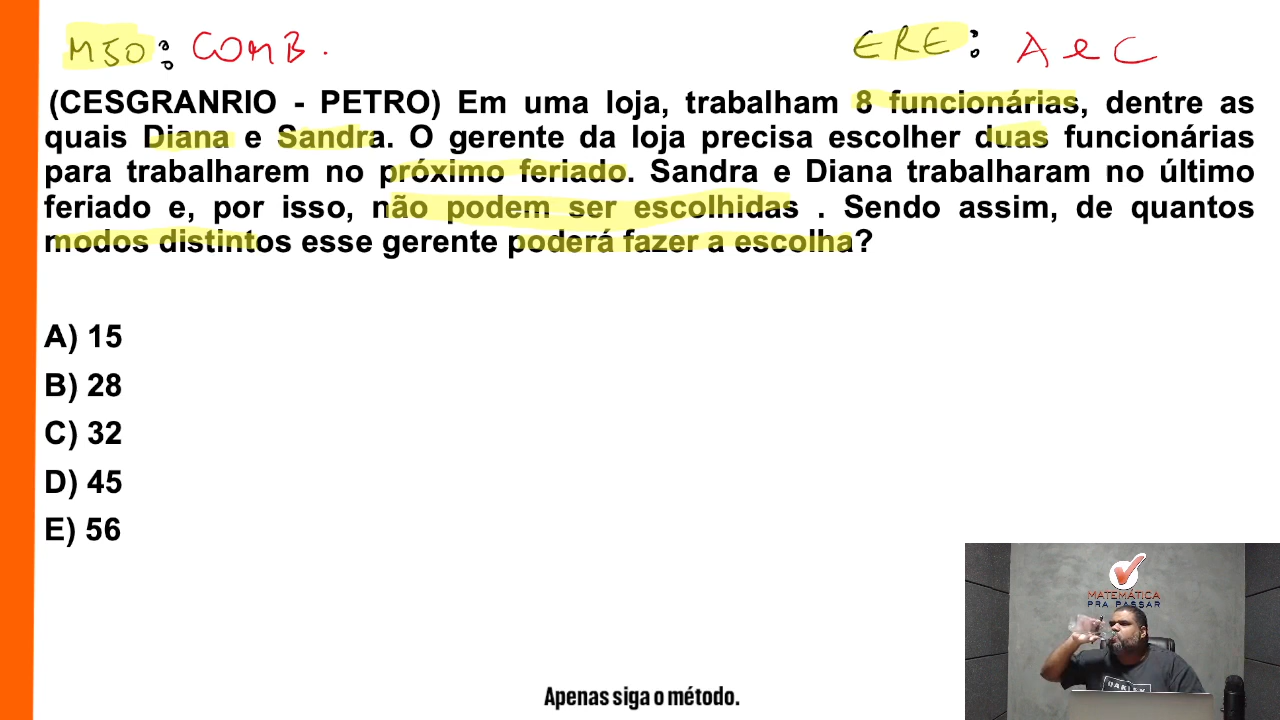 M50: COMB. ERE: A e C
(CESGRANRIO - PETRO) Em uma loja, trabalham 8 funcionárias, dentre as
quais Diana e Sandra. O gerente da loja precisa escolher duas funcionárias
para trabalharem no próximo feriado. Sandra e Diana trabalharam no último
feriado e, por isso, não podem ser escolhidas . Sendo assim, de quantos
modos distintos esse gerente poderá fazer a escolha?
A) 15
B) 28
C) 32
D) 45
E) 56
MATEMÁTICA
PRA PASSAR
OAKLEY
Apenas siga o método.